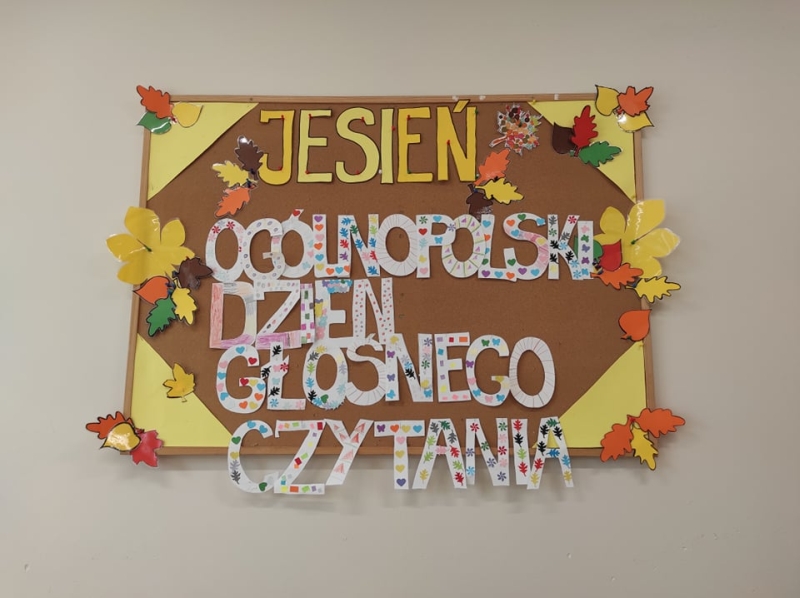 JESIEŃ
OGÓLNOPOLSKI
DZIEŃ
GŁOŚNEGO
CZYTANIA